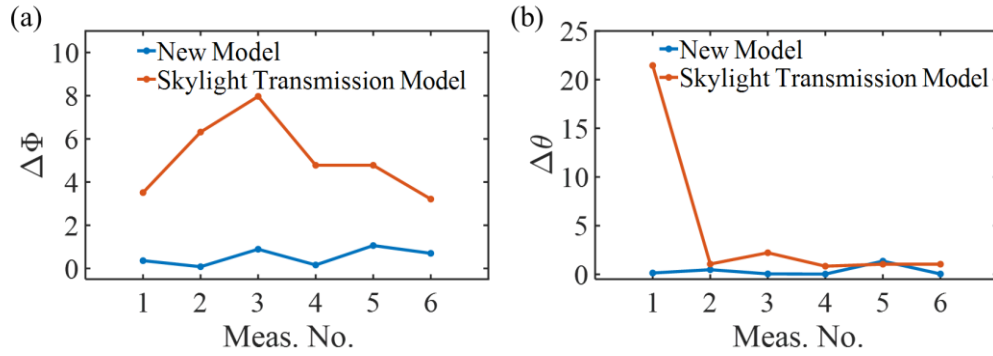 (a)
10
8
6
4
2
0
ΔΦ
New Model
Skylight Transmission Model
1 2 3 4 5 6
Meas. No.
(b)
25
20
15
10
5
0
Δθ
New Model
Skylight Transmission Model
1 2 3 4 5 6
Meas. No.